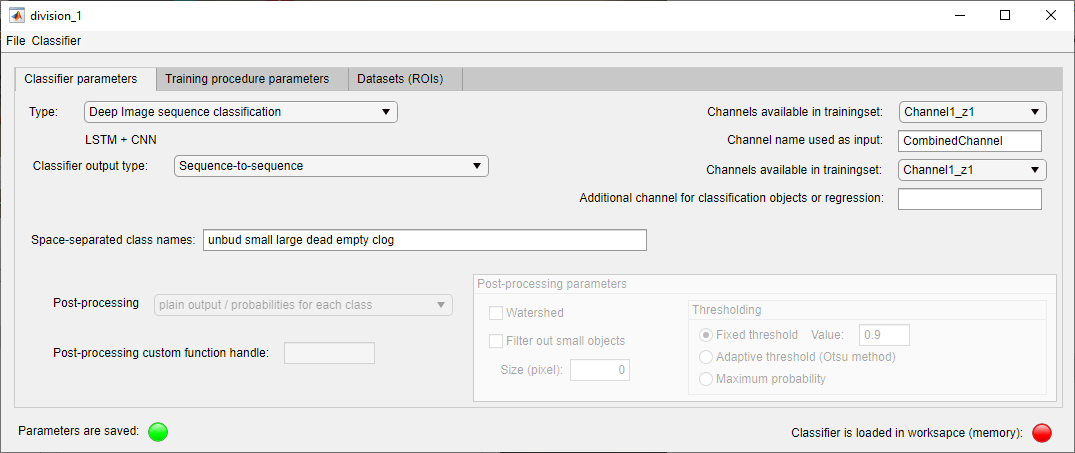 division_1
File Classifier
Classifier parameters Training procedure parameters Datasets (ROIs)
Type: Deep Image sequence classification Channels available in trainingset: Channel1_z1
LSTM + CNN Channel name used as input: CombinedChannel
Classifier output type: Sequence-to-sequence Channels available in trainingset: Channel1_z1
Additional channel for classification objects or regression:
Space-separated class names: unbud small large dead empty clog
Post-processing plain output / probabilities for each class
Post-processing custom function handle:
Post-processing parameters
Watershed
Filter out small objects
Size (pixel): 0
Thresholding
Fixed threshold Value: 0.9
Adaptive threshold (Otsu method)
Maximum probability
Parameters are saved: Classifier is loaded in worksapce (memory):